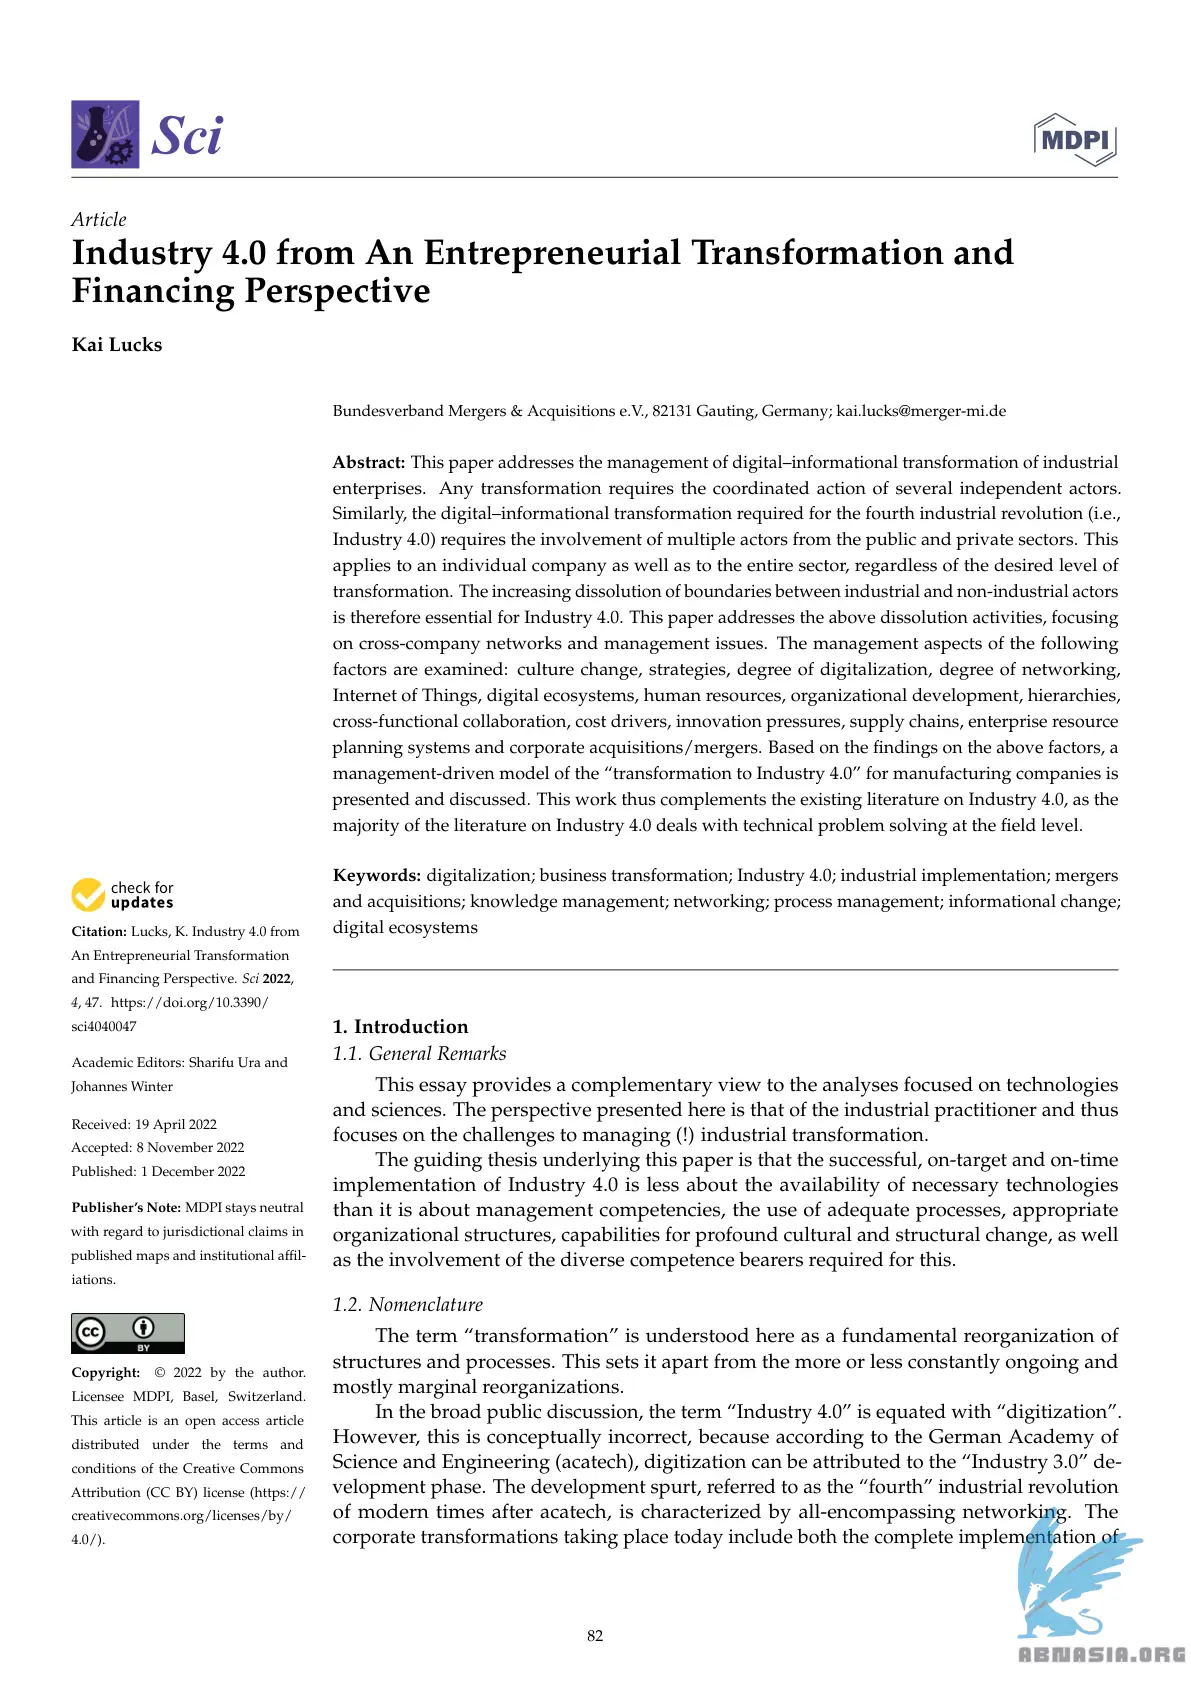 Sci
MDPI
Article
Industry 4.0 from An Entrepreneurial Transformation and
Financing Perspective
Kai Lucks
Bundesverband Mergers & Acquisitions e.V., 82131 Gauting, Germany; kai.lucks@merger-mi.de
Abstract: This paper addresses the management of digital–informational transformation of industrial
enterprises. Any transformation requires the coordinated action of several independent actors.
Similarly, the digital–informational transformation required for the fourth industrial revolution (i.e.,
Industry 4.0) requires the involvement of multiple actors from the public and private sectors. This
applies to an individual company as well as to the entire sector, regardless of the desired level of
transformation. The increasing dissolution of boundaries between industrial and non-industrial actors
is therefore essential for Industry 4.0. This paper addresses the above dissolution activities, focusing
on cross-company networks and management issues. The management aspects of the following
factors are examined: culture change, strategies, degree of digitalization, degree of networking,
Internet of Things, digital ecosystems, human resources, organizational development, hierarchies,
cross-functional collaboration, cost drivers, innovation pressures, supply chains, enterprise resource
planning systems and corporate acquisitions/mergers. Based on the findings on the above factors, a
management-driven model of the “transformation to Industry 4.0” for manufacturing companies is
presented and discussed. This work thus complements the existing literature on Industry 4.0, as the
majority of the literature on Industry 4.0 deals with technical problem solving at the field level.
Keywords: digitalization; business transformation; Industry 4.0; industrial implementation; mergers
and acquisitions; knowledge management; networking; process management; informational change;
digital ecosystems
check for
updates
Citation: Lucks, K. Industry 4.0 from
An Entrepreneurial Transformation
and Financing Perspective. Sci 2022,
4, 47. https://doi.org/10.3390/
sci4040047
Academic Editors: Sharifu Ura and
Johannes Winter
Received: 19 April 2022
Accepted: 8 November 2022
Published: 1 December 2022
Publisher’s Note: MDPI stays neutral
with regard to jurisdictional claims in
published maps and institutional affil-
iations.
CC
BY
Copyright: © 2022 by the author.
Licensee MDPI, Basel, Switzerland.
This article is an open access article
distributed under the terms and
conditions of the Creative Commons
Attribution (CC BY) license (https://
creativecommons.org/licenses/by/
4.0/).
1. Introduction
1.1. General Remarks
This essay provides a complementary view to the analyses focused on technologies
and sciences. The perspective presented here is that of the industrial practitioner and thus
focuses on the challenges to managing (!) industrial transformation.
The guiding thesis underlying this paper is that the successful, on-target and on-time
implementation of Industry 4.0 is less about the availability of necessary technologies
than it is about management competencies, the use of adequate processes, appropriate
organizational structures, capabilities for profound cultural and structural change, as well
as the involvement of the diverse competence bearers required for this.
1.2. Nomenclature
The term “transformation” is understood here as a fundamental reorganization of
structures and processes. This sets it apart from the more or less constantly ongoing and
mostly marginal reorganizations.
In the broad public discussion, the term “Industry 4.0” is equated with “digitization”.
However, this is conceptually incorrect, because according to the German Academy of
Science and Engineering (acatech), digitization can be attributed to the “Industry 3.0” de-
velopment phase. The development spurt, referred to as the “fourth” industrial revolution
of modern times after acatech, is characterized by all-encompassing networking. The
corporate transformations taking place today include both the complete implementation of
82
ABNASIA.ORG